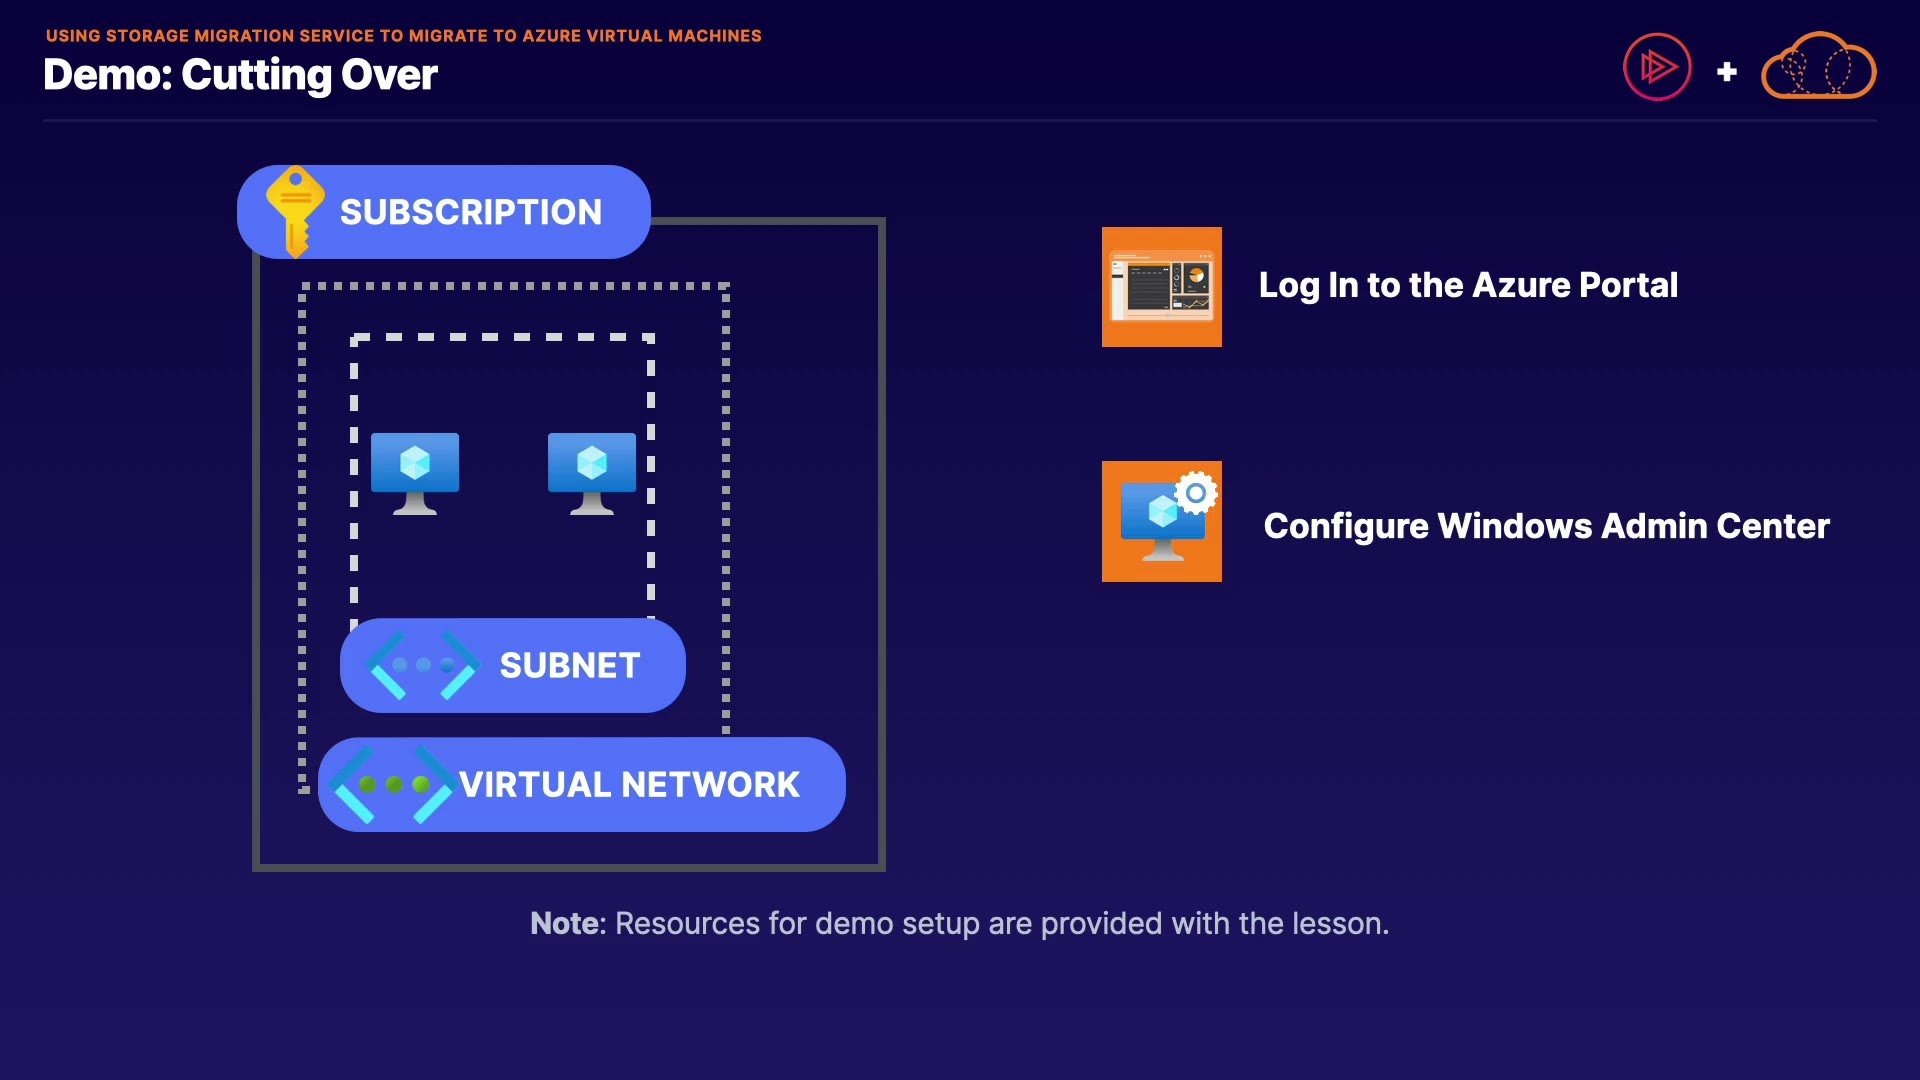 USING STORAGE MIGRATION SERVICE TO MIGRATE TO AZURE VIRTUAL MACHINES
Demo: Cutting Over
SUBSCRIPTION
SUBNET
VIRTUAL NETWORK
Log In to the Azure Portal
Configure Windows Admin Center
Note: Resources for demo setup are provided with the lesson.